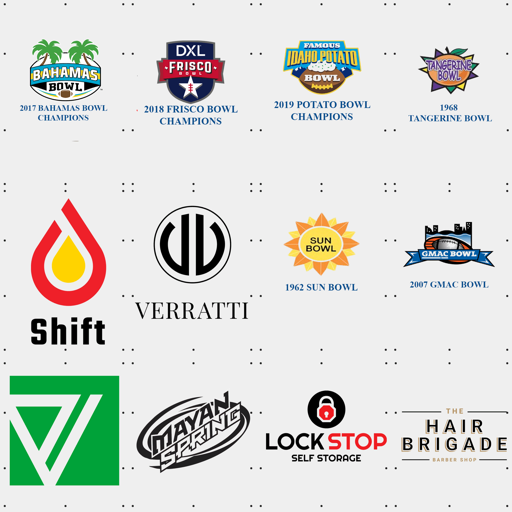 BAHAMAS
BOWL
2017 BAHAMAS BOWL
CHAMPIONS
DXL
FRISCO
BOWL
2018 FRISCO BOWL
CHAMPIONS
FAMOUS
IDAHO POTATO
BOWL
2019 POTATO BOWL
CHAMPIONS
TANGERINE
BOWL
1968
TANGERINE BOWL
Shift
VERRATTI
SUN
BOWL
1962 SUN BOWL
GMAC BOWL
2007 GMAC BOWL
MAYAN
SPRING
LOCK STOP
SELF STORAGE
THE
HAIR
BRIGADE
BARBER SHOP